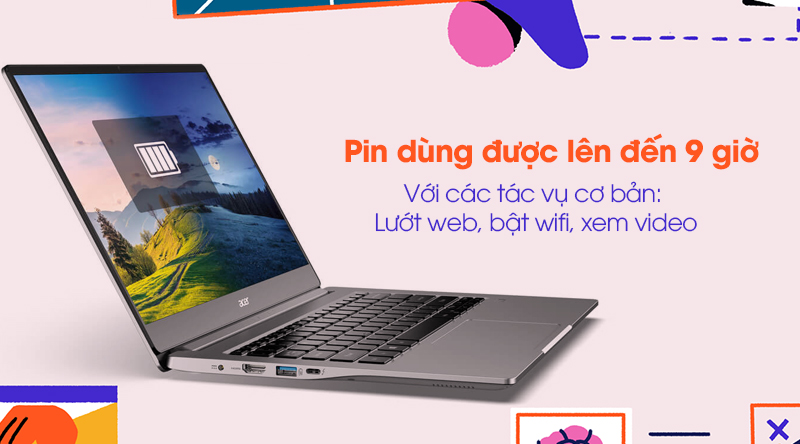 Pin dùng được lên đến 9 giờ
Với các tác vụ cơ bản:
Lướt web, bật wifi, xem video
acer